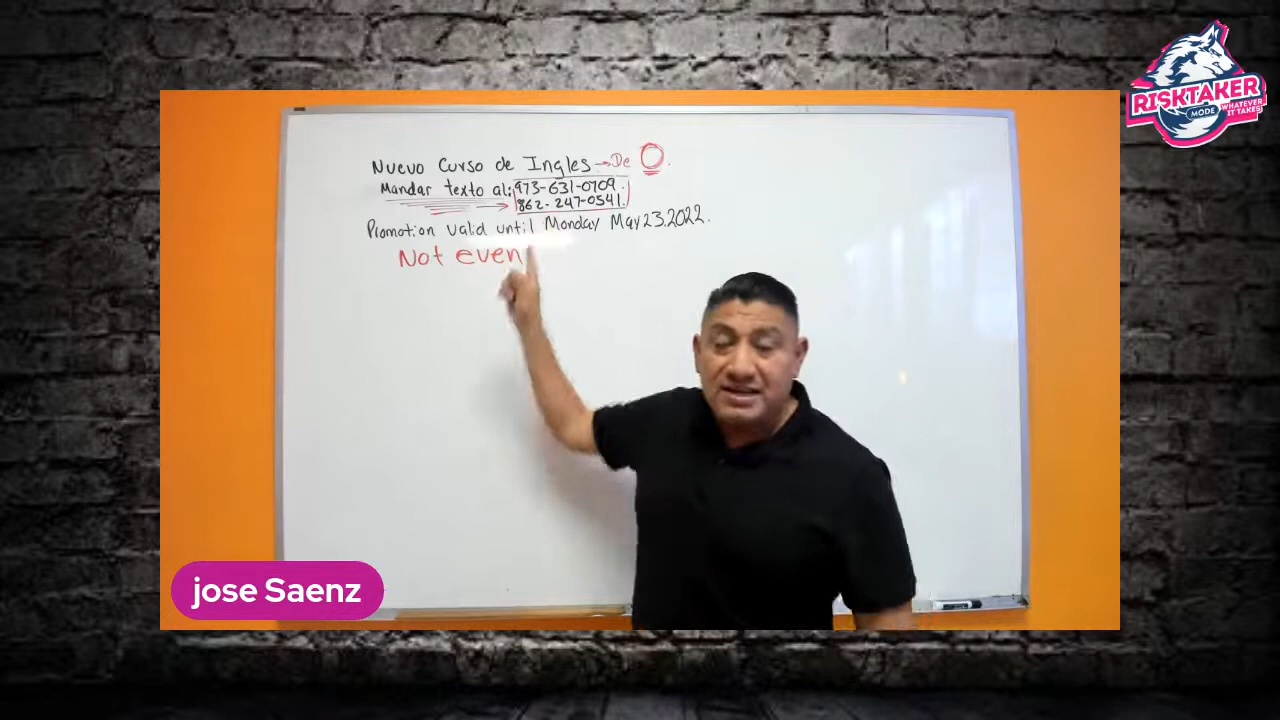 Nuevo Curso de Ingles → De 0.
Mandar texto al: 973-631-0709.
862-247-0541.
Promotion valid until Monday May 23.2022.
Not even
RISKTAKER
MODE
WHATEVER
IT TAKES!
jose Saenz